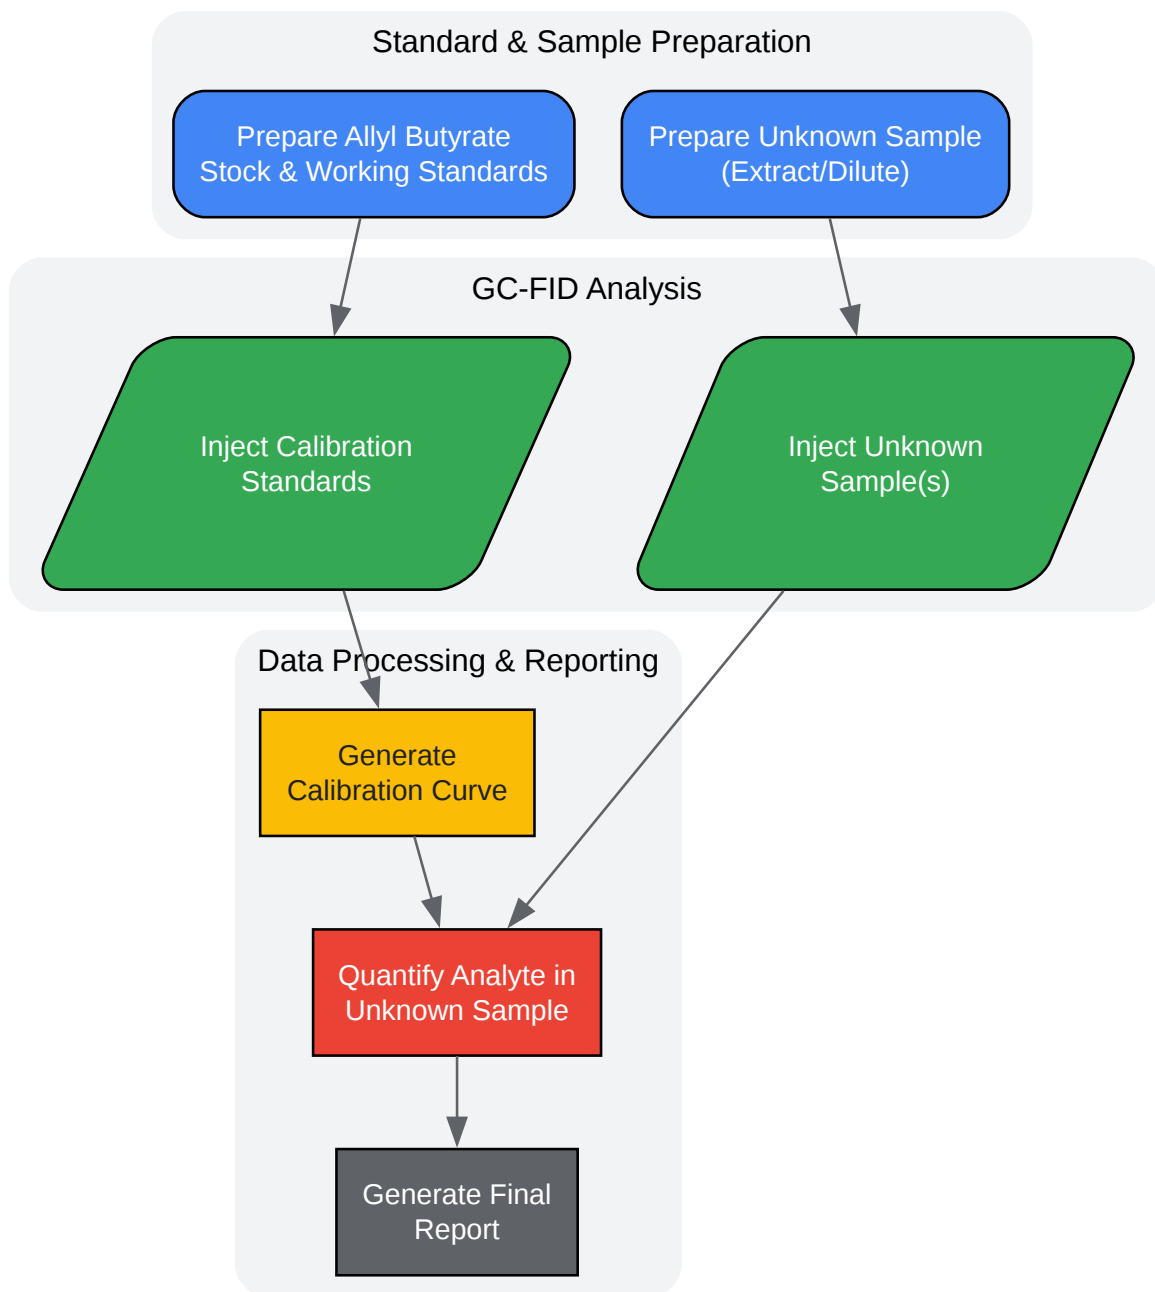 Standard & Sample Preparation
Prepare Allyl Butyrate
Stock & Working Standards
Prepare Unknown Sample
(Extract/Dilute)
GC-FID Analysis
Inject Calibration
Standards
Inject Unknown
Sample(s)
Data Processing & Reporting
Generate
Calibration Curve
Quantify Analyte in
Unknown Sample
Generate Final
Report